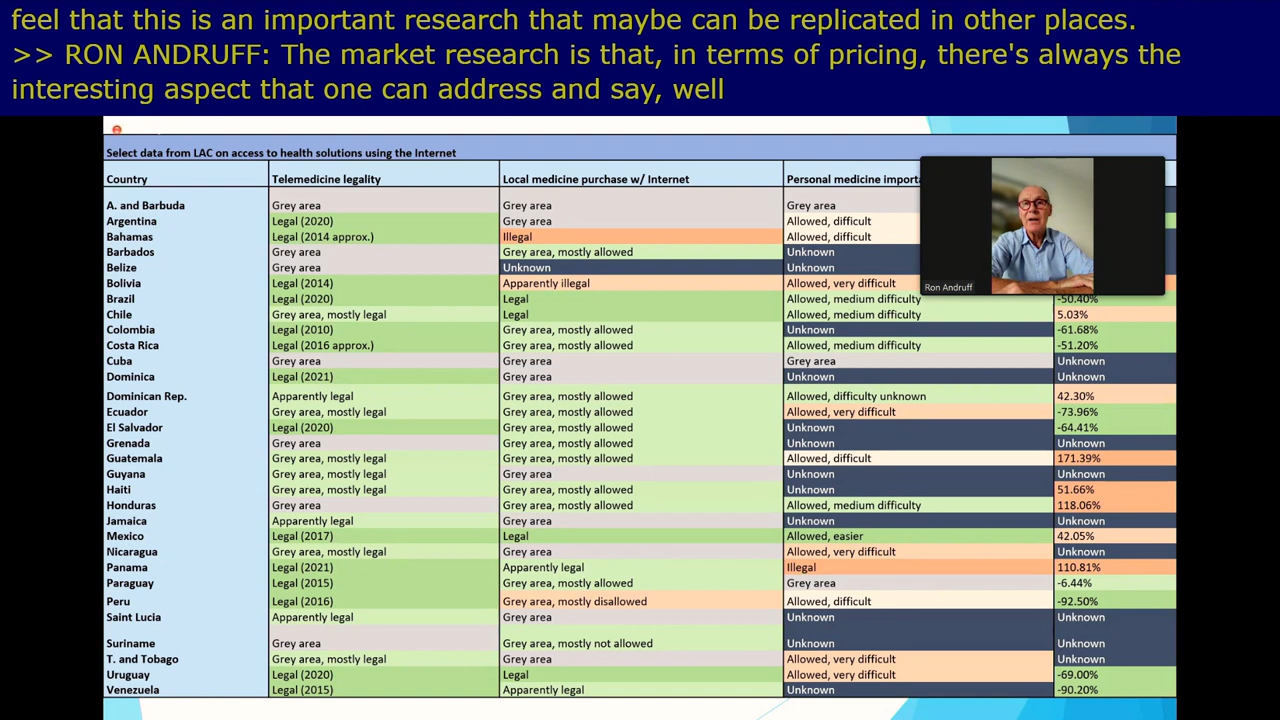 feel that this is an important research that maybe can be replicated in other places.
>> RON ANDRUFF: The market research is that, in terms of pricing, there's always the
interesting aspect that one can address and say, well
Select data from LAC on access to health solutions using the Internet
Country Telemedicine legality Local medicine purchase w/ Internet Personal medicine importa
A. and Barbuda Grey area Grey area Grey area
Argentina Legal (2020) Grey area Allowed, difficult
Bahamas Legal (2014 approx.) Illegal Allowed, difficult
Barbados Grey area Grey area, mostly allowed Unknown
Belize Grey area Unknown Unknown
Bolivia Legal (2014) Apparently illegal Allowed, very difficult
Ron Andruff
Brazil Legal (2020) Legal Allowed, medium difficulty -50.40%
Chile Grey area, mostly legal Legal Allowed, medium difficulty 5.03%
Colombia Legal (2010) Grey area, mostly allowed Unknown -61.68%
Costa Rica Legal (2016 approx.) Grey area, mostly allowed Allowed, medium difficulty -51.20%
Cuba Grey area Grey area Grey area Unknown
Dominica Legal (2021) Grey area Unknown Unknown
Dominican Rep. Apparently legal Grey area, mostly allowed Allowed, difficulty unknown 42.30%
Ecuador Grey area, mostly legal Grey area, mostly allowed Allowed, very difficult -73.96%
El Salvador Legal (2020) Grey area, mostly allowed Unknown -64.41%
Grenada Grey area Grey area, mostly allowed Unknown Unknown
Guatemala Grey area, mostly legal Grey area, mostly allowed Allowed, difficult 171.39%
Guyana Grey area, mostly legal Grey area Unknown Unknown
Haiti Grey area, mostly legal Grey area, mostly allowed Unknown 51.66%
Honduras Grey area Grey area, mostly allowed Allowed, medium difficulty 118.06%
Jamaica Apparently legal Grey area Unknown Unknown
Mexico Legal (2017) Legal Allowed, easier 42.05%
Nicaragua Grey area, mostly legal Grey area Allowed, very difficult Unknown
Panama Legal (2021) Apparently legal Illegal 110.81%
Paraguay Legal (2015) Grey area, mostly allowed Grey area -6.44%
Peru Legal (2016) Grey area, mostly disallowed Allowed, difficult -92.50%
Saint Lucia Apparently legal Grey area Unknown Unknown
Suriname Grey area Grey area, mostly not allowed Unknown Unknown
T. and Tobago Grey area, mostly legal Grey area Allowed, very difficult Unknown
Uruguay Legal (2020) Legal Allowed, very difficult -69.00%
Venezuela Legal (2015) Apparently legal Unknown -90.20%